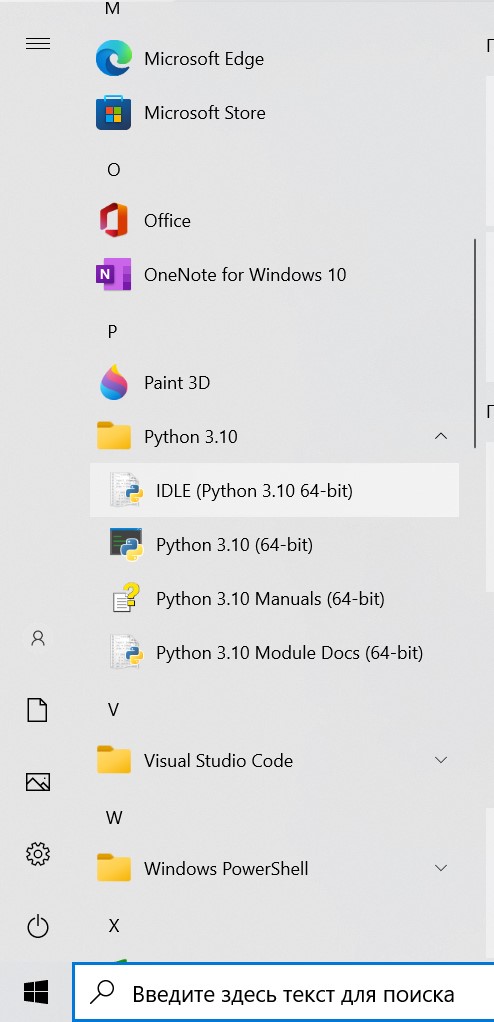 M
Microsoft Edge
Microsoft Store
O
Office
N
OneNote for Windows 10
P
Paint 3D
Python 3.10
IDLE (Python 3.10 64-bit)
Python 3.10 (64-bit)
Python 3.10 Manuals (64-bit)
Python 3.10 Module Docs (64-bit)
V
Visual Studio Code
W
Windows PowerShell
X
Введите здесь текст для поиска